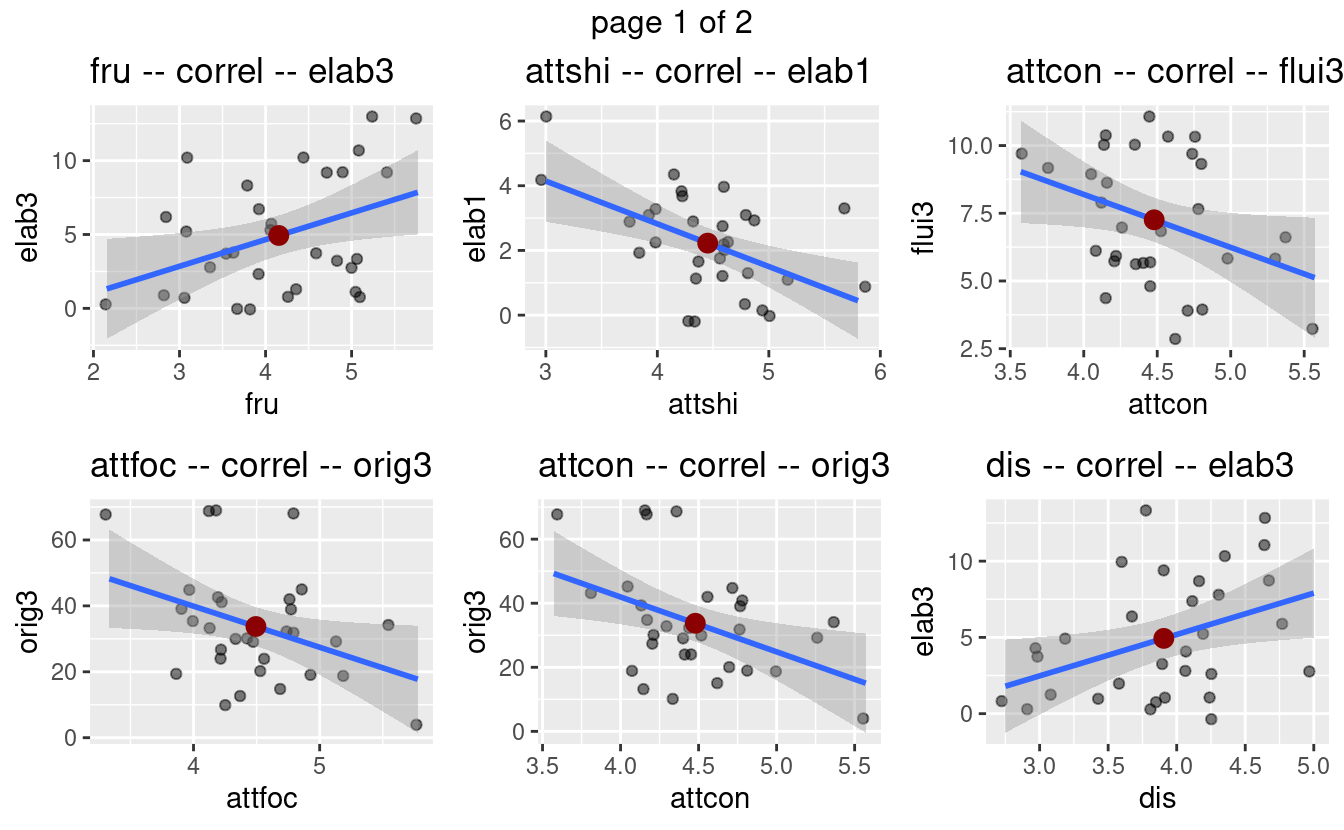 page 1 of 2
fru -- correl -- elab3
attshi -- correl -- elab1
attcon -- correl -- flui3
elab3
10
5
0
2 3 4 5
fru
elab1
6
4
2
0
3 4 5 6
attshi
flui3
10.0
7.5
5.0
2.5
3.5 4.0 4.5 5.0 5.5
attcon
attfoc -- correl -- orig3
attcon -- correl -- orig3
dis -- correl -- elab3
orig3
60
40
20
0
4 5
attfoc
orig3
60
40
20
0
3.5 4.0 4.5 5.0 5.5
attcon
elab3
10
5
0
3.0 3.5 4.0 4.5 5.0
dis